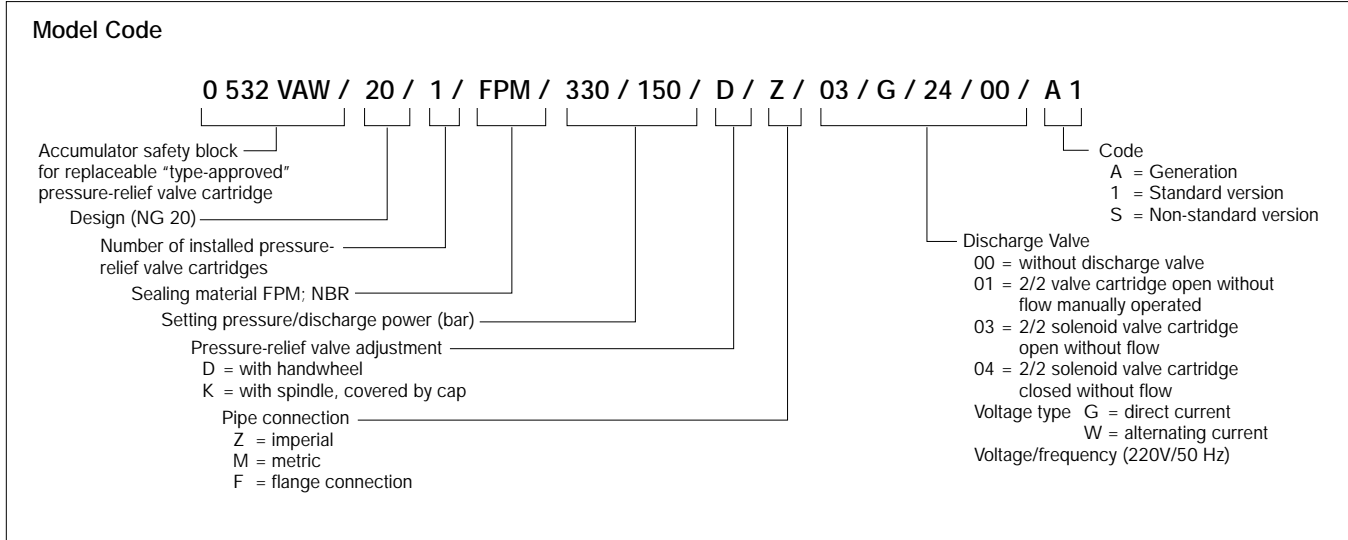 Model Code
0 532 VAW / 20 / 1 / FPM / 330 / 150 / D / Z / 03 / G / 24 / 00 / A 1
Accumulator safety block
for replaceable "type-approved"
pressure-relief valve cartridge
Design (NG 20)
Number of installed pressure-
relief valve cartridges
Sealing material FPM; NBR
Setting pressure/discharge power (bar)
Pressure-relief valve adjustment
D = with handwheel
K = with spindle, covered by cap
Pipe connection
Z = imperial
M = metric
F = flange connection
Code
A = Generation
1 = Standard version
S = Non-standard version
Discharge Valve
00 = without discharge valve
01 = 2/2 valve cartridge open without
flow manually operated
03 = 2/2 solenoid valve cartridge
open without flow
04 = 2/2 solenoid valve cartridge
closed without flow
Voltage type G = direct current
W = alternating current
Voltage/frequency (220V/50 Hz)